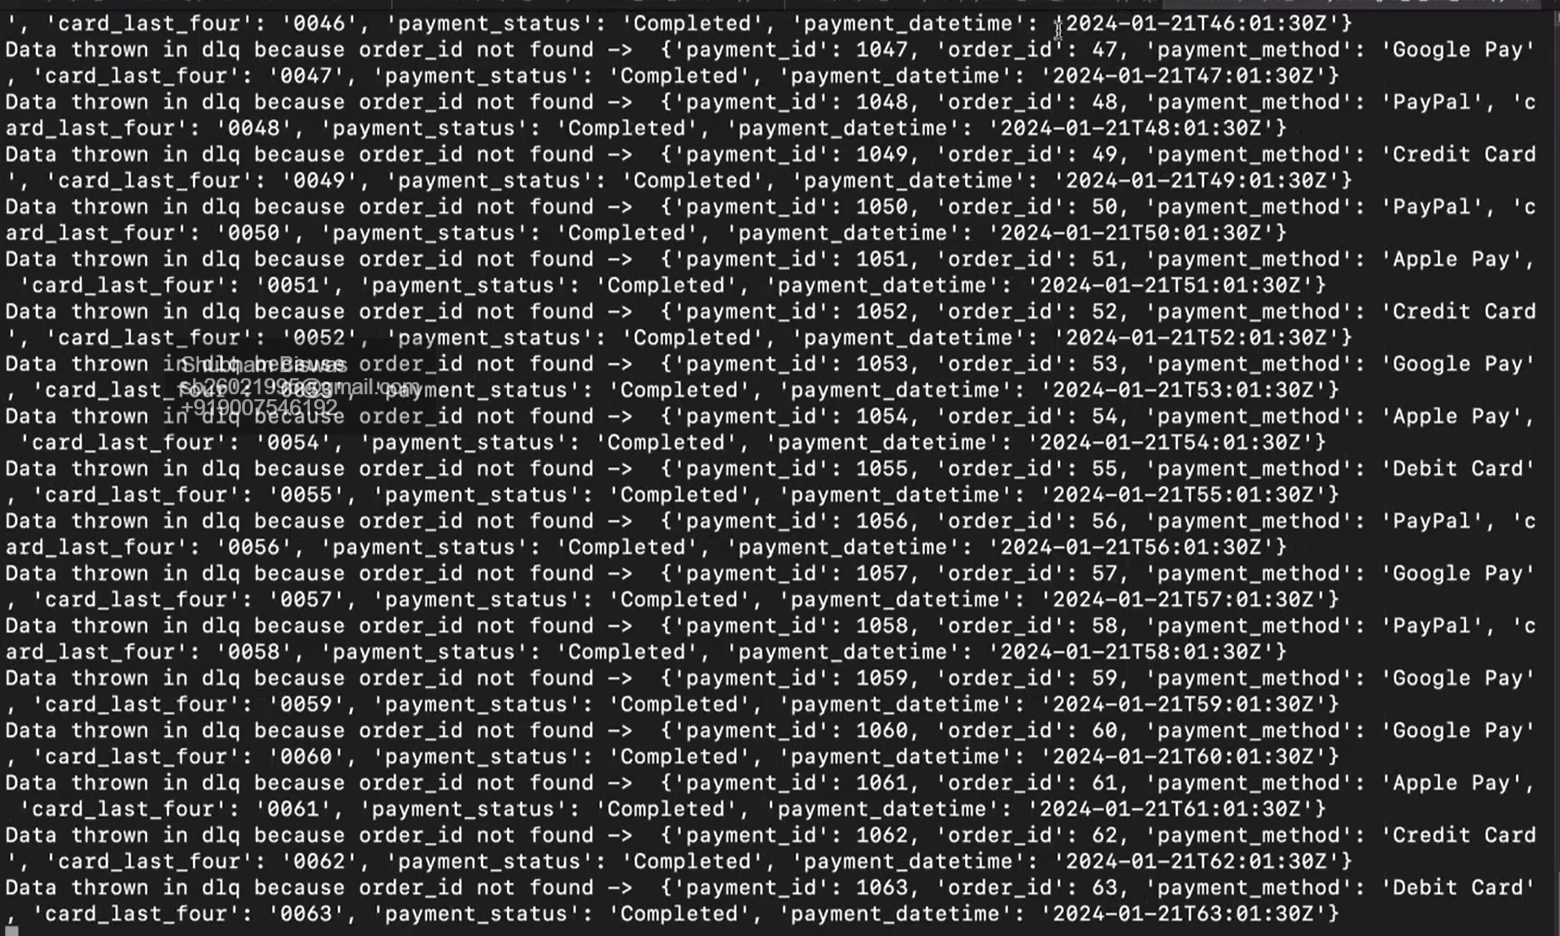 ', 'card_last_four': '0046', 'payment_status': 'Completed', 'payment_datetime': '2024-01-21T46:01:30Z'}
Data thrown in dlq because order_id not found ->  {'payment_id': 1047, 'order_id': 47, 'payment_method': 'Google Pay'
, 'card_last_four': '0047', 'payment_status': 'Completed', 'payment_datetime': '2024-01-21T47:01:30Z'}
Data thrown in dlq because order_id not found ->  {'payment_id': 1048, 'order_id': 48, 'payment_method': 'PayPal', 'c
ard_last_four': '0048', 'payment_status': 'Completed', 'payment_datetime': '2024-01-21T48:01:30Z'}
Data thrown in dlq because order_id not found ->  {'payment_id': 1049, 'order_id': 49, 'payment_method': 'Credit Card
', 'card_last_four': '0049', 'payment_status': 'Completed', 'payment_datetime': '2024-01-21T49:01:30Z'}
Data thrown in dlq because order_id not found ->  {'payment_id': 1050, 'order_id': 50, 'payment_method': 'PayPal', 'c
ard_last_four': '0050', 'payment_status': 'Completed', 'payment_datetime': '2024-01-21T50:01:30Z'}
Data thrown in dlq because order_id not found ->  {'payment_id': 1051, 'order_id': 51, 'payment_method': 'Apple Pay',
 'card_last_four': '0051', 'payment_status': 'Completed', 'payment_datetime': '2024-01-21T51:01:30Z'}
Data thrown in dlq because order_id not found ->  {'payment_id': 1052, 'order_id': 52, 'payment_method': 'Credit Card
', 'card_last_four': '0052', 'payment_status': 'Completed', 'payment_datetime': '2024-01-21T52:01:30Z'}
Data thrown in order_id not found ->  {'payment_id': 1053, 'order_id': 53, 'payment_method': 'Google Pay'
Shubham Biswas
, 'card_last_ 'payment_status': 'Completed', 'payment_datetime': '2024-01-21T53:01:30Z'}
+919007546192
Data thrown in dlq because order_id not found ->  {'payment_id': 1054, 'order_id': 54, 'payment_method': 'Apple Pay',
 'card_last_four': '0054', 'payment_status': 'Completed', 'payment_datetime': '2024-01-21T54:01:30Z'}
Data thrown in dlq because order_id not found ->  {'payment_id': 1055, 'order_id': 55, 'payment_method': 'Debit Card'
, 'card_last_four': '0055', 'payment_status': 'Completed', 'payment_datetime': '2024-01-21T55:01:30Z'}
Data thrown in dlq because order_id not found ->  {'payment_id': 1056, 'order_id': 56, 'payment_method': 'PayPal', 'c
ard_last_four': '0056', 'payment_status': 'Completed', 'payment_datetime': '2024-01-21T56:01:30Z'}
Data thrown in dlq because order_id not found ->  {'payment_id': 1057, 'order_id': 57, 'payment_method': 'Google Pay'
, 'card_last_four': '0057', 'payment_status': 'Completed', 'payment_datetime': '2024-01-21T57:01:30Z'}
Data thrown in dlq because order_id not found ->  {'payment_id': 1058, 'order_id': 58, 'payment_method': 'PayPal', 'c
ard_last_four': '0058', 'payment_status': 'Completed', 'payment_datetime': '2024-01-21T58:01:30Z'}
Data thrown in dlq because order_id not found ->  {'payment_id': 1059, 'order_id': 59, 'payment_method': 'Google Pay'
, 'card_last_four': '0059', 'payment_status': 'Completed', 'payment_datetime': '2024-01-21T59:01:30Z'}
Data thrown in dlq because order_id not found ->  {'payment_id': 1060, 'order_id': 60, 'payment_method': 'Google Pay'
, 'card_last_four': '0060', 'payment_status': 'Completed', 'payment_datetime': '2024-01-21T60:01:30Z'}
Data thrown in dlq because order_id not found ->  {'payment_id': 1061, 'order_id': 61, 'payment_method': 'Apple Pay',
 'card_last_four': '0061', 'payment_status': 'Completed', 'payment_datetime': '2024-01-21T61:01:30Z'}
Data thrown in dlq because order_id not found ->  {'payment_id': 1062, 'order_id': 62, 'payment_method': 'Credit Card
', 'card_last_four': '0062', 'payment_status': 'Completed', 'payment_datetime': '2024-01-21T62:01:30Z'}
Data thrown in dlq because order_id not found ->  {'payment_id': 1063, 'order_id': 63, 'payment_method': 'Debit Card'
, 'card_last_four': '0063', 'payment_status': 'Completed', 'payment_datetime': '2024-01-21T63:01:30Z'}